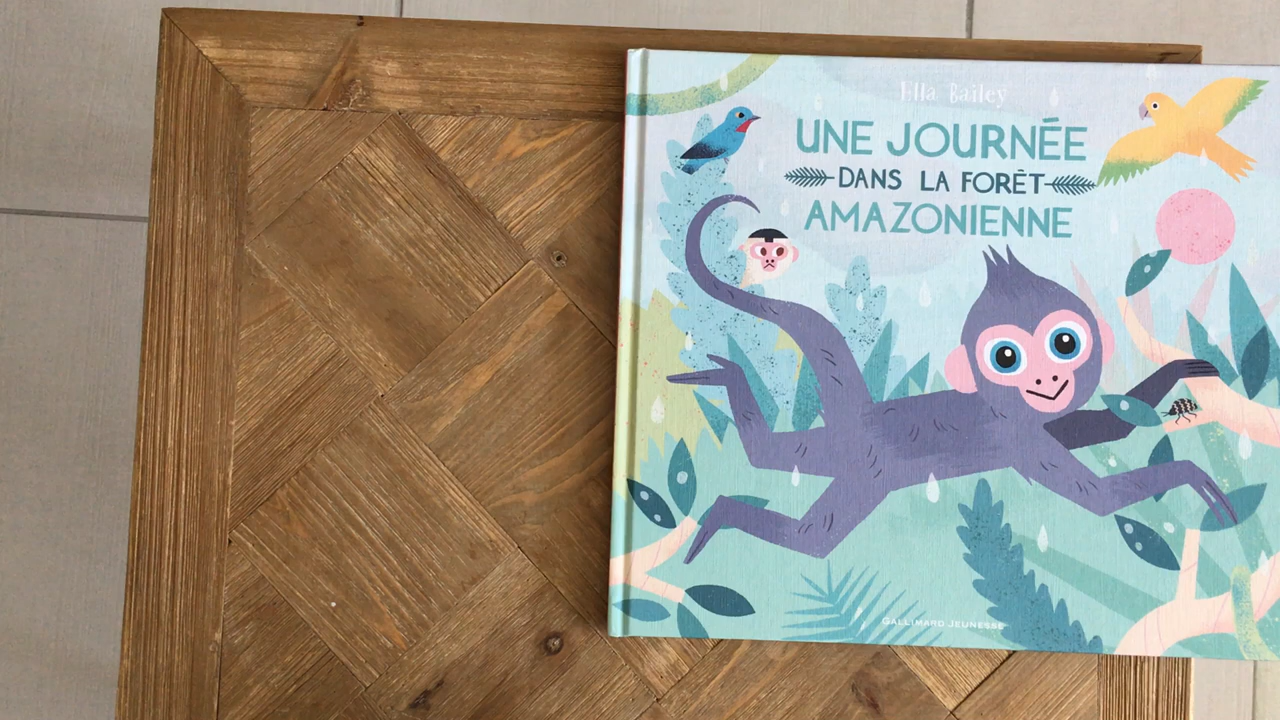 Ella Bailey
UNE JOURNÉE
DANS LA FORÊT
AMAZONIENNE
GALLIMARD JEUNESSE